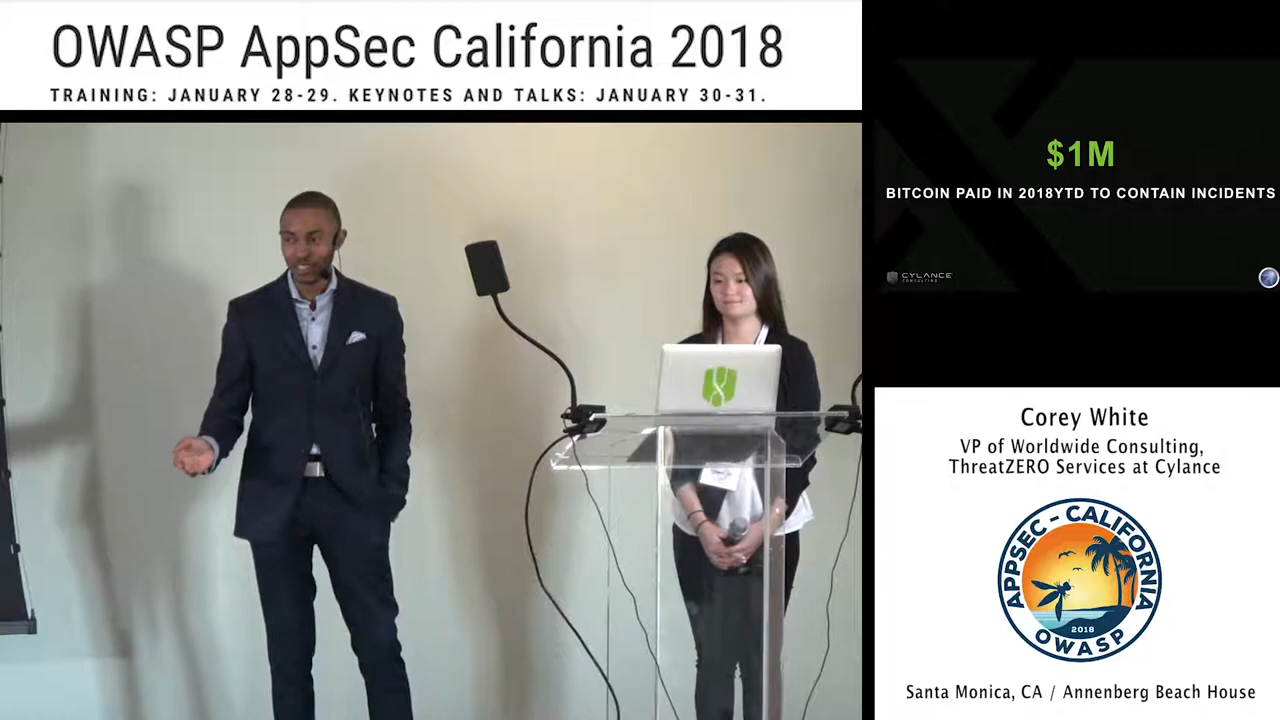 OWASP AppSec California 2018
TRAINING: JANUARY 28-29. KEYNOTES AND TALKS: JANUARY 30-31.
$1M
BITCOIN PAID IN 2018YTD TO CONTAIN INCIDENTS
CYLANCE
CONSULTING
Corey White
VP of Worldwide Consulting,
ThreatZERO Services at Cylance
APPSEC - CALIFORNIA
2018
OWASP
Santa Monica, CA / Annenberg Beach House